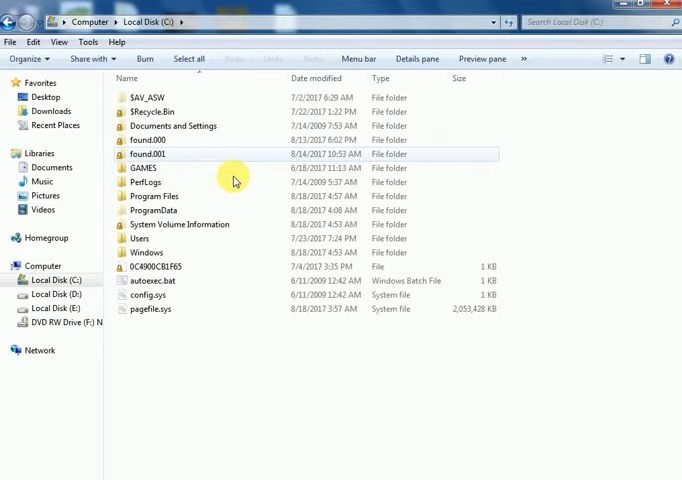 Computer ▸ Local Disk (C:) ▸
Search Local Disk (C:)
File Edit View Tools Help
Organize Share with Burn Select all Paste Menu bar Details pane Preview pane »
Name Date modified Type Size
Favorites
Desktop
Downloads
Recent Places
Libraries
Documents
Music
Pictures
Videos
Homegroup
Computer
Local Disk (C:)
Local Disk (D:)
Local Disk (E:)
DVD RW Drive (F:) N
Network
$AV_ASW 7/2/2017 6:29 AM File folder
$Recycle.Bin 7/22/2017 1:22 PM File folder
Documents and Settings 7/14/2009 7:53 AM File folder
found.000 8/13/2017 6:02 PM File folder
found.001 8/14/2017 10:53 AM File folder
GAMES 6/18/2017 11:13 AM File folder
PerfLogs 7/14/2009 5:37 AM File folder
Program Files 8/18/2017 4:57 AM File folder
ProgramData 8/18/2017 4:08 AM File folder
System Volume Information 8/18/2017 4:00 AM File folder
Users 7/23/2017 7:24 PM File folder
Windows 8/18/2017 4:52 AM File folder
0C4900CB1F65 7/4/2017 3:35 PM File 1 KB
autoexec.bat 6/11/2009 12:42 AM Windows Batch File 1 KB
config.sys 6/11/2009 12:42 AM System file 1 KB
pagefile.sys 8/18/2017 3:57 AM System file 2,053,428 KB